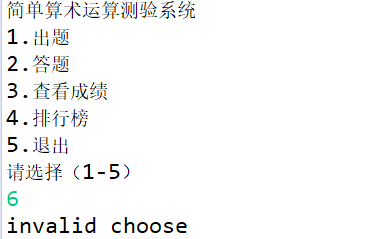 简单算术运算测验系统
1.出题
2.答题
3.查看成绩
4.排行榜
5.退出
请选择（1-5）
6
invalid choose